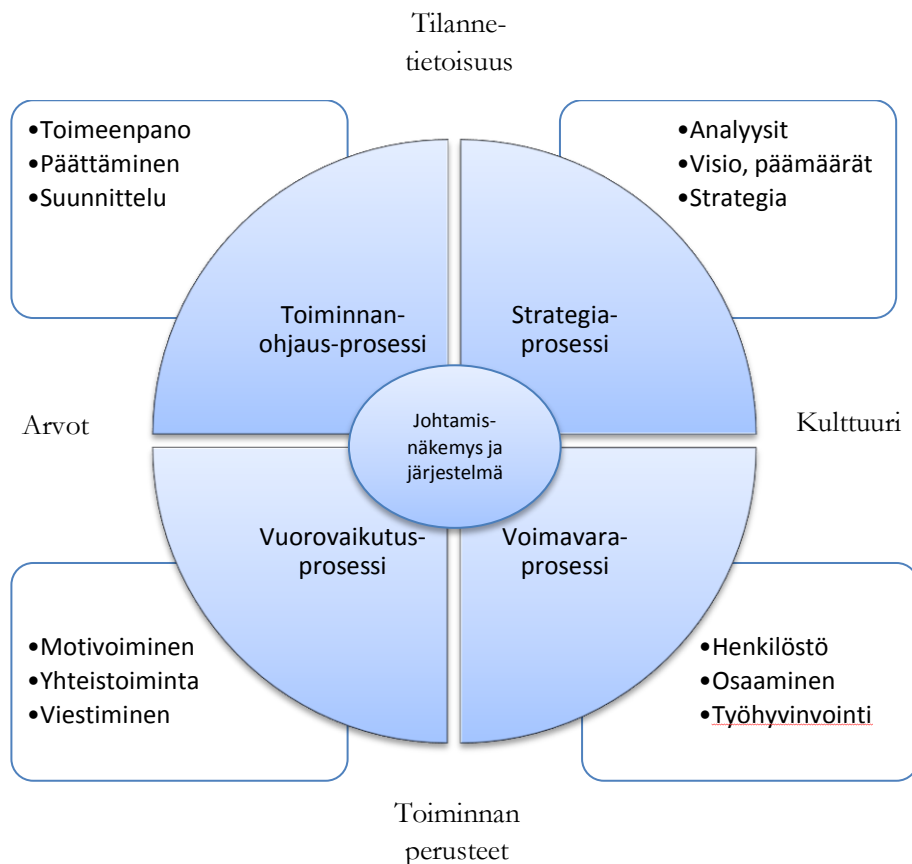 Tilanne-
tietoisuus
•Toimeenpano
•Päättäminen
•Suunnittelu
•Analyysit
•Visio, päämäärät
•Strategia
Toiminnan-
ohjaus-prosessi
Strategia-
prosessi
Arvot
Johtamis-
näkemys ja
järjestelmä
Kulttuuri
Vuorovaikutus-
prosessi
Voimavara-
prosessi
•Motivoiminen
•Yhteistoiminta
•Viestiminen
•Henkilöstö
•Osaaminen
•Työhyvinvointi
Toiminnan
perusteet